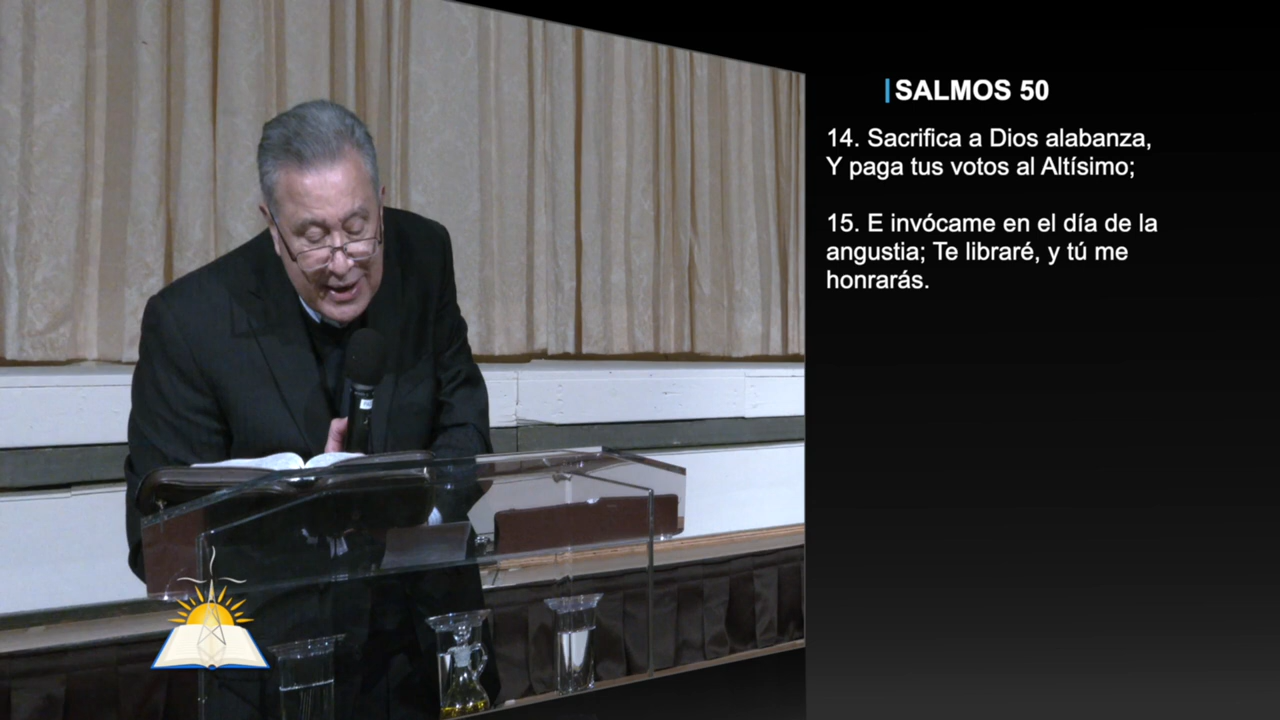 SALMOS 50
14. Sacrifica a Dios alabanza,
Y paga tus votos al Altísimo;
15. E invócame en el día de la
angustia; Te libraré, y tú me
honrarás.